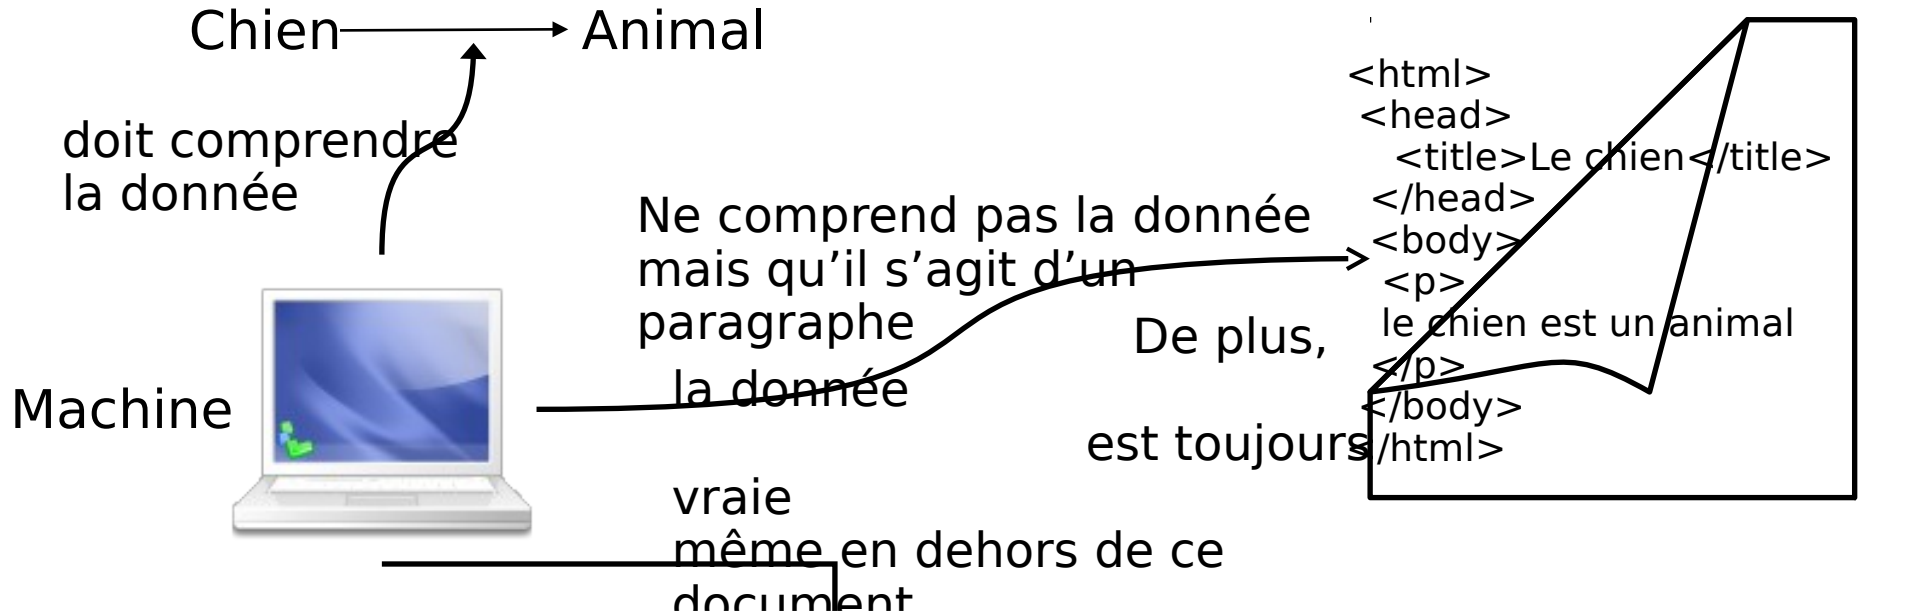 Chien
Animal
doit comprendre
la donnée
Machine
Ne comprend pas la donnée
mais qu’il s’agit d’un
paragraphe
De plus,
la donnée
est toujours
vraie
même en dehors de ce
document
<html>
<head>
<title>Le chien</title>
</head>
<body>
<p>
le chien est un animal
</p>
</body>
</html>